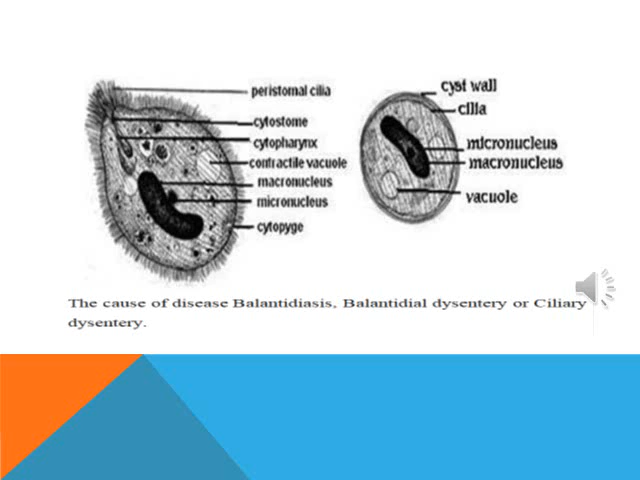 peristomal cilia
cytostome
cytopharynx
contractile vacuole
macronucleus
micronucleus
cytopyge
cyst wall
cilia
micronucleus
macronucleus
vacuole
The cause of disease Balantidiasis, Balantidial dysentery or Ciliary
dysentery.